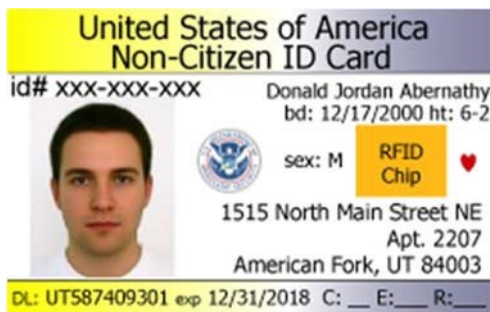 United States of America
Non-Citizen ID Card
id# xxx-xxx-xxx
Donald Jordan Abernathy
bd: 12/17/2000 ht: 6-2
sex: M
RFID
Chip
1515 North Main Street NE
Apt. 2207
American Fork, UT 84003
DL: UT587409301 exp 12/31/2018 C: __ E:___ R:___